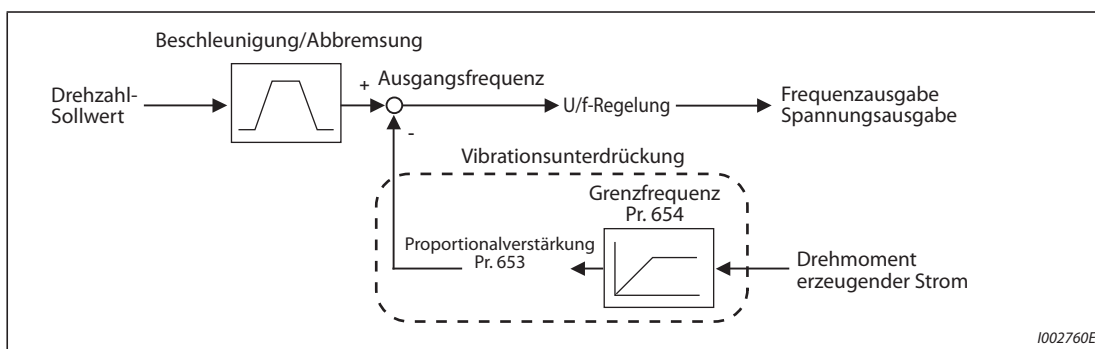 Beschleunigung/Abbremsung
Drehzahl-
Sollwert
+
Ausgangsfrequenz
-
U/f-Regelung
Frequenzausgabe
Spannungsausgabe
Vibrationsunterdrückung
Grenzfrequenz
Pr. 654
Proportionalverstärkung
Pr. 653
Drehmoment
erzeugender Strom
I002760E